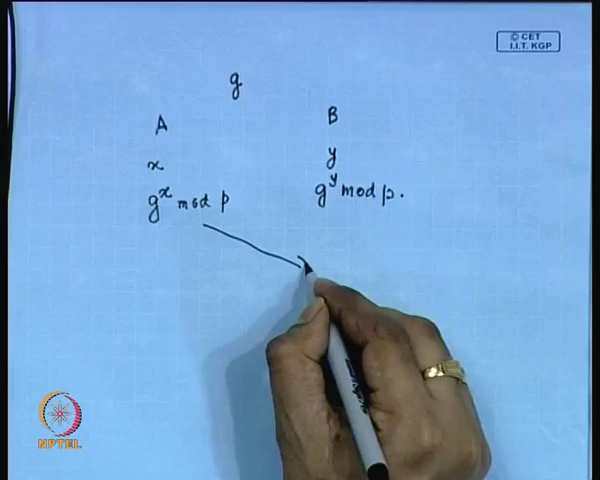 © CET
I.I.T. KGP
g
A B
x y
g^x mod p g^y mod p.
NPTEL